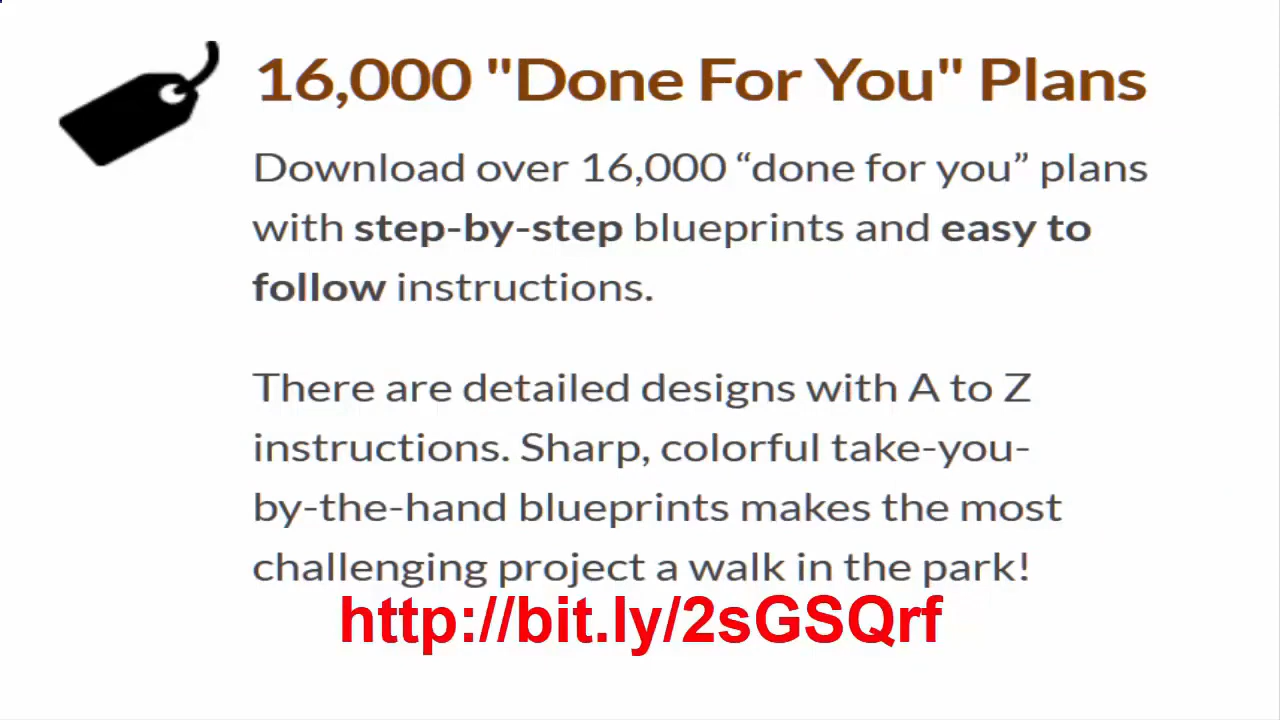 16,000 "Done For You" Plans
Download over 16,000 “done for you” plans
with step-by-step blueprints and easy to
follow instructions.
There are detailed designs with A to Z
instructions. Sharp, colorful take-you-
by-the-hand blueprints makes the most
challenging project a walk in the park!
http://bit.ly/2sGSQrf